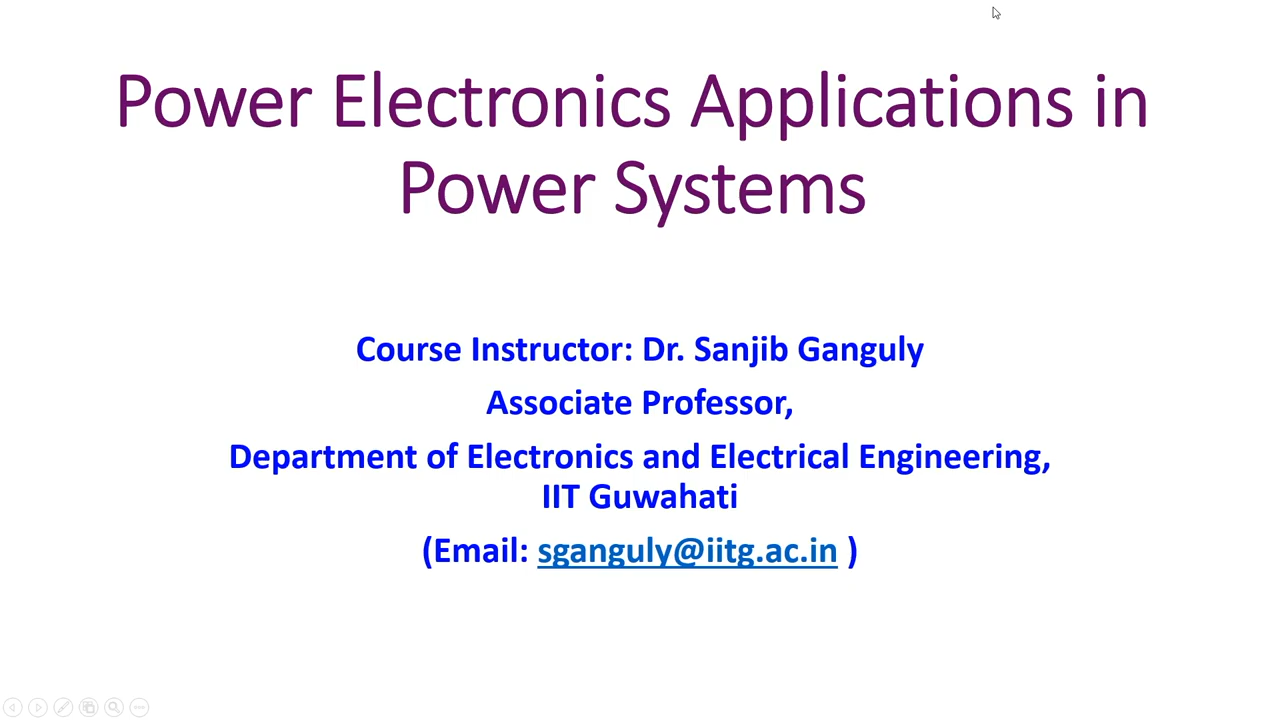 Power Electronics Applications in
Power Systems
Course Instructor: Dr. Sanjib Ganguly
Associate Professor,
Department of Electronics and Electrical Engineering,
IIT Guwahati
(Email: sganguly@iitg.ac.in )